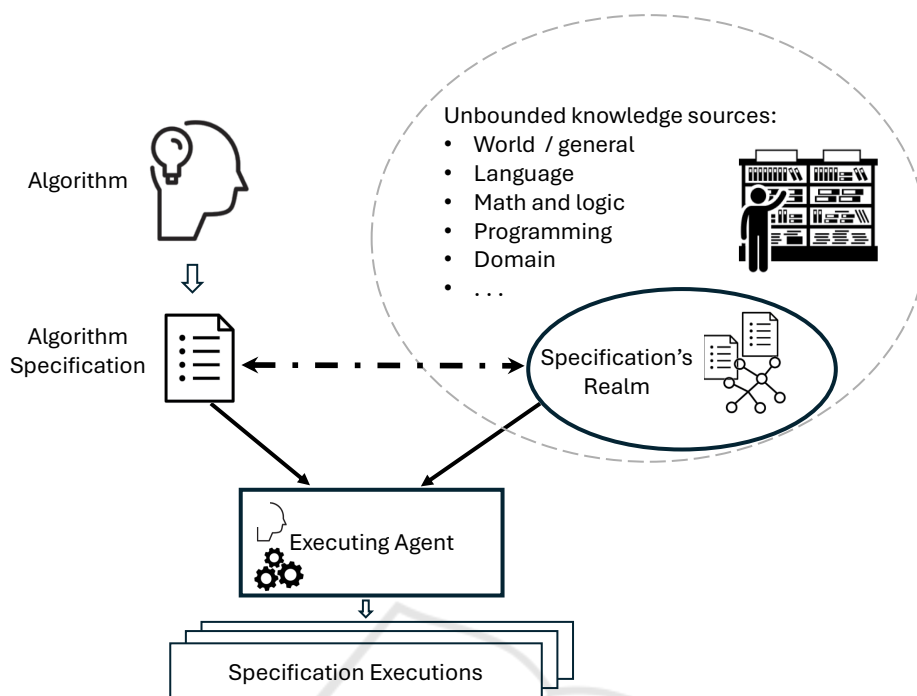 Unbounded knowledge sources:
• World / general
• Language
• Math and logic
• Programming
• Domain
• . . .
Algorithm
Algorithm
Specification
Specification's
Realm
Executing Agent
Specification Executions